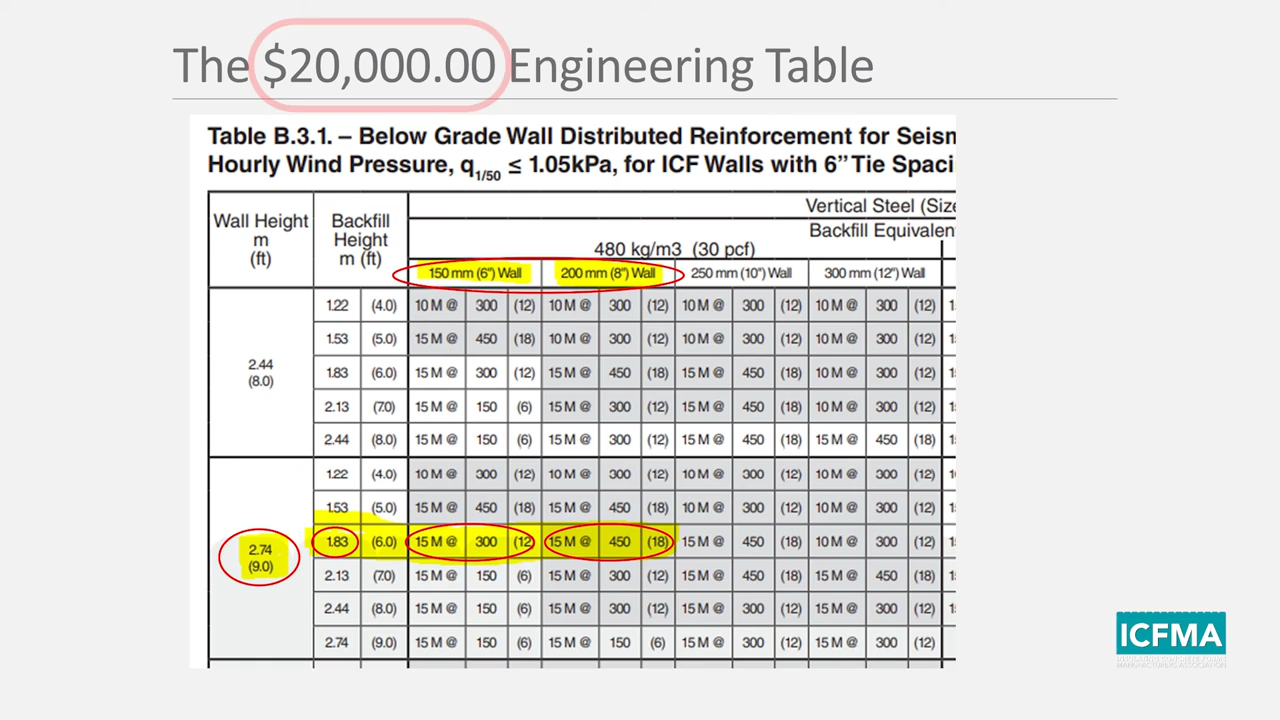 The $20,000.00 Engineering Table
Table B.3.1. – Below Grade Wall Distributed Reinforcement for Seism
Hourly Wind Pressure, q1/50 ≤ 1.05kPa, for ICF Walls with 6” Tie Spaci
Wall Height m (ft) Backfill Height m (ft) Vertical Steel (Size
Backfill Equivalen
480 kg/m3 (30 pcf)
150 mm (6") Wall 200 mm (8") Wall 250 mm (10") Wall 300 mm (12") Wall
2.44 (8.0)
1.22 (4.0) 10 M @ 300 (12) 10 M @ 300 (12) 10 M @ 300 (12) 10 M @ 300 (12)
1.53 (5.0) 15 M @ 450 (18) 10 M @ 300 (12) 10 M @ 300 (12) 10 M @ 300 (12)
1.83 (6.0) 15 M @ 300 (12) 15 M @ 450 (18) 15 M @ 450 (18) 10 M @ 300 (12)
2.13 (7.0) 15 M @ 150 (6) 15 M @ 300 (12) 15 M @ 450 (18) 10 M @ 300 (12)
2.44 (8.0) 15 M @ 150 (6) 15 M @ 300 (12) 15 M @ 450 (18) 15 M @ 450 (18)
2.74 (9.0)
1.22 (4.0) 10 M @ 300 (12) 10 M @ 300 (12) 10 M @ 300 (12) 10 M @ 300 (12)
1.53 (5.0) 15 M @ 450 (18) 15 M @ 450 (18) 10 M @ 300 (12) 10 M @ 300 (12)
1.83 (6.0) 15 M @ 300 (12 15 M @ 450 (18) 15 M @ 450 (18) 10 M @ 300 (12)
2.13 (7.0) 15 M @ 150 (6) 15 M @ 300 (12) 15 M @ 450 (18) 15 M @ 450 (18)
2.44 (8.0) 15 M @ 150 (6) 15 M @ 300 (12) 15 M @ 300 (12) 15 M @ 300 (12)
2.74 (9.0) 15 M @ 150 (6) 15 M @ 150 (6) 15 M @ 300 (12) 15 M @ 300 (12)
ICFMA
INSULATING CONCRETE FORMS
MANUFACTURERS ASSOCIATION